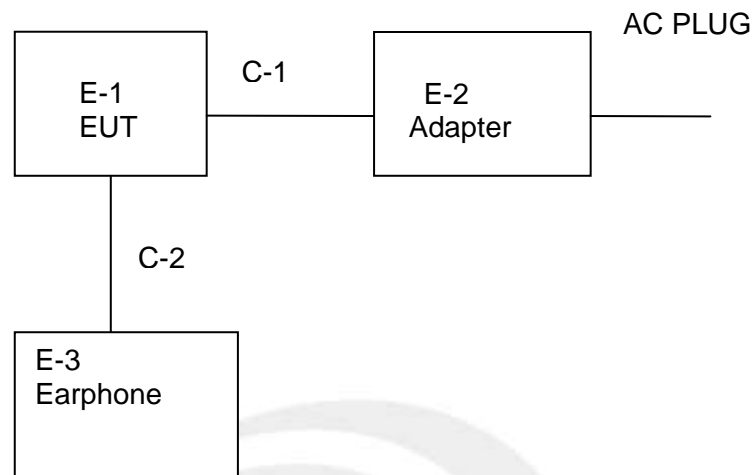 AC PLUG
C-1
E-1
EUT
E-2
Adapter
C-2
E-3
Earphone